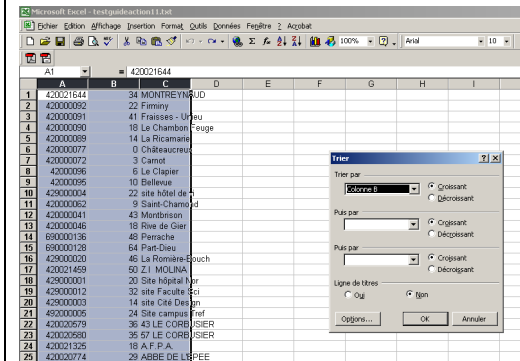 Microsoft Excel - testguideaction11.txt
Fichier Edition Affichage Insertion Format Outils Données Fenêtre ? Acrobat
100% Arial 10
A1 = 420021644
A B C D E F G H I
1 420021644 34 MONTREYNAUD
2 420000092 22 Firminy
3 420000091 41 Fraisses - Unieu
4 420000090 18 Le Chambon Feuge
5 420000089 14 La Ricamarie
6 420000077 0 Châteaucreux
7 420000072 3 Carnot
8 42000096 6 Le Clapier
9 42000095 10 Bellevue
10 429000004 22 site hôtel de
11 420000062 9 Saint-Chamond
12 420000041 43 Montbrison
13 420000046 18 Rive de Gier
14 690000136 48 Perrache
15 690000128 64 Part-Dieu
16 429000020 46 La Romière-Bouch
17 420021459 50 Z.I MOLINA
18 429000001 20 Site hôpital Nor
19 429000012 32 site Faculte Sci
20 429000003 14 site Cité Design
21 492000005 24 Site campus Tref
22 420020579 36 43 LE CORBUSIER
23 420020580 35 57 LE CORBUSIER
24 420021325 18 A.F.P.A.
25 420020774 29 ABBE DE L'EPEE
Trier
Trier par
Colonne B
Croissant
Décroissant
Puis par
Croissant
Décroissant
Puis par
Croissant
Décroissant
Ligne de titres
Oui Non
Options... OK Annuler